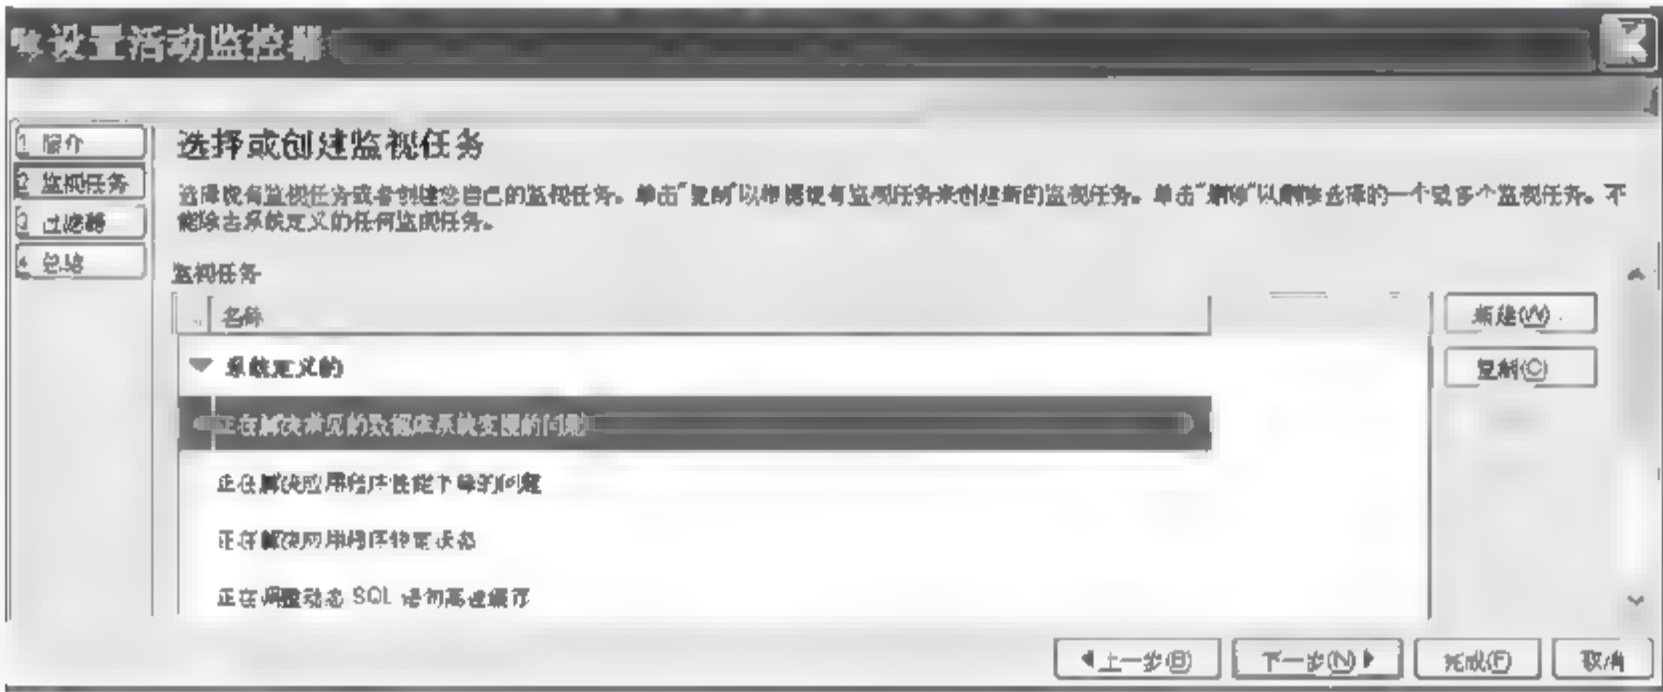 设置活动监控器
1 简介
2 监视任务
3 过滤器
4 总结
选择或创建监视任务
选择现有监视任务或者创建您自己的监视任务。单击"复制"以根据现有监视任务来创建新的监视任务。单击"删除"以删除选择的一个或多个监视任务。不
能除去系统定义的任何监视任务。
监视任务
名称
新建(W)
复制(C)
系统定义的
正在解决常见的数据库系统变慢的问题
正在解决应用程序性能下降的问题
正在解决应用程序锁定状态
正在调整动态 SQL 语句高速缓存
上一步(B)
下一步(N)
完成(F)
取消